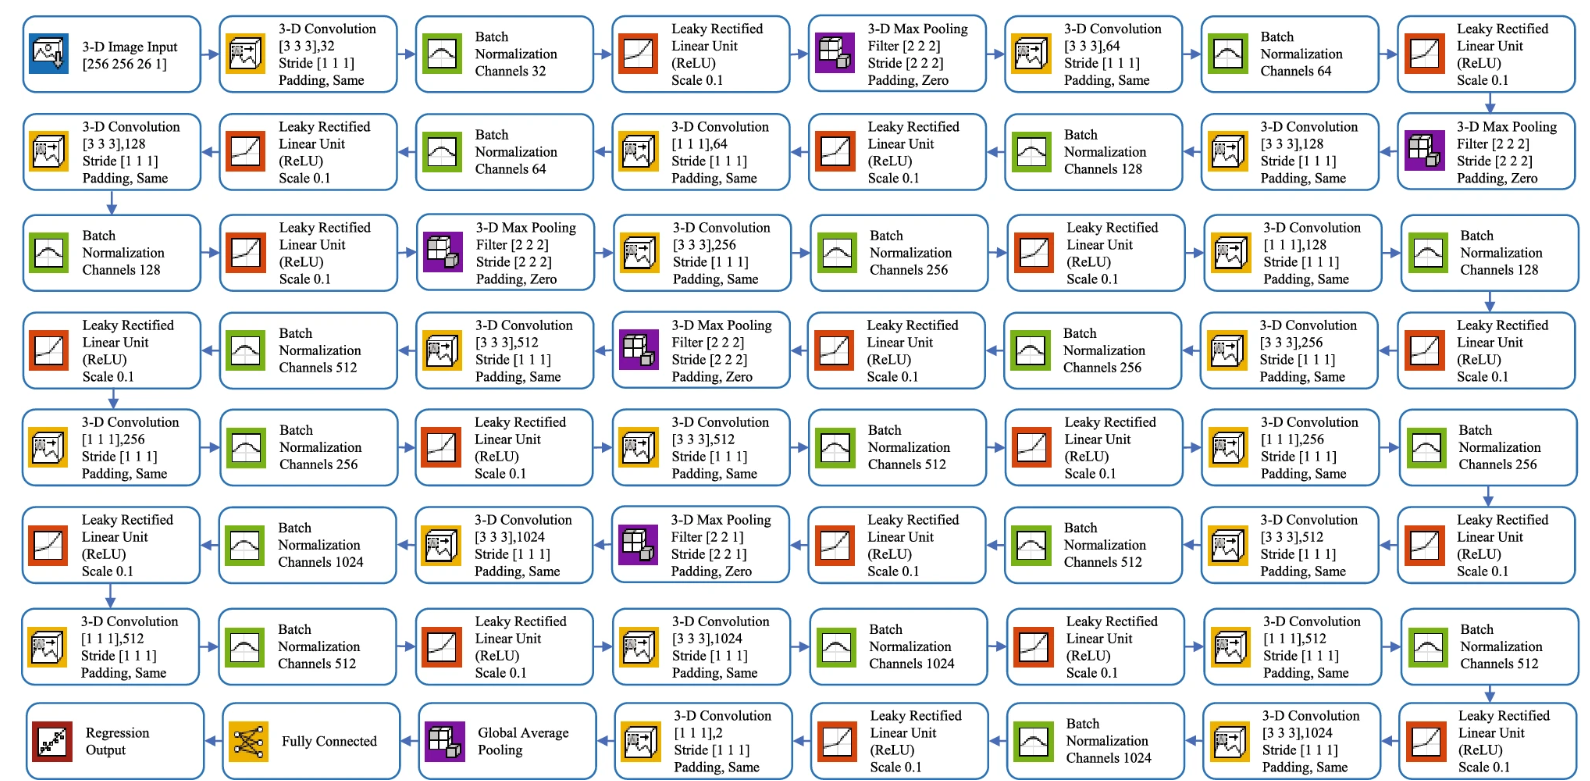 3-D Image Input
[256 256 26 1]
3-D Convolution
[3 3 3],32
Stride [1 1 1]
Padding, Same
Batch
Normalization
Channels 32
Leaky Rectified
Linear Unit
(ReLU)
Scale 0.1
3-D Max Pooling
Filter [2 2 2]
Stride [2 2 2]
Padding, Zero
3-D Convolution
[3 3 3],64
Stride [1 1 1]
Padding, Same
Batch
Normalization
Channels 64
Leaky Rectified
Linear Unit
(ReLU)
Scale 0.1
3-D Convolution
[3 3 3],128
Stride [1 1 1]
Padding, Same
Leaky Rectified
Linear Unit
(ReLU)
Scale 0.1
Batch
Normalization
Channels 64
3-D Convolution
[1 1 1],64
Stride [1 1 1]
Padding, Same
Leaky Rectified
Linear Unit
(ReLU)
Scale 0.1
Batch
Normalization
Channels 128
3-D Convolution
[3 3 3],128
Stride [1 1 1]
Padding, Same
3-D Max Pooling
Filter [2 2 2]
Stride [2 2 2]
Padding, Zero
Batch
Normalization
Channels 128
Leaky Rectified
Linear Unit
(ReLU)
Scale 0.1
3-D Max Pooling
Filter [2 2 2]
Stride [2 2 2]
Padding, Zero
3-D Convolution
[3 3 3],256
Stride [1 1 1]
Padding, Same
Batch
Normalization
Channels 256
Leaky Rectified
Linear Unit
(ReLU)
Scale 0.1
3-D Convolution
[1 1 1],128
Stride [1 1 1]
Padding, Same
Batch
Normalization
Channels 128
Leaky Rectified
Linear Unit
(ReLU)
Scale 0.1
Batch
Normalization
Channels 512
3-D Convolution
[3 3 3],512
Stride [1 1 1]
Padding, Same
3-D Max Pooling
Filter [2 2 2]
Stride [2 2 2]
Padding, Zero
Leaky Rectified
Linear Unit
(ReLU)
Scale 0.1
Batch
Normalization
Channels 256
3-D Convolution
[3 3 3],256
Stride [1 1 1]
Padding, Same
Leaky Rectified
Linear Unit
(ReLU)
Scale 0.1
3-D Convolution
[1 1 1],256
Stride [1 1 1]
Padding, Same
Batch
Normalization
Channels 256
Leaky Rectified
Linear Unit
(ReLU)
Scale 0.1
3-D Convolution
[3 3 3],512
Stride [1 1 1]
Padding, Same
Batch
Normalization
Channels 512
Leaky Rectified
Linear Unit
(ReLU)
Scale 0.1
3-D Convolution
[1 1 1],256
Stride [1 1 1]
Padding, Same
Batch
Normalization
Channels 256
Leaky Rectified
Linear Unit
(ReLU)
Scale 0.1
Batch
Normalization
Channels 1024
3-D Convolution
[3 3 3],1024
Stride [1 1 1]
Padding, Same
3-D Max Pooling
Filter [2 2 1]
Stride [2 2 1]
Padding, Zero
Leaky Rectified
Linear Unit
(ReLU)
Scale 0.1
Batch
Normalization
Channels 512
3-D Convolution
[3 3 3],512
Stride [1 1 1]
Padding, Same
Leaky Rectified
Linear Unit
(ReLU)
Scale 0.1
3-D Convolution
[1 1 1],512
Stride [1 1 1]
Padding, Same
Batch
Normalization
Channels 512
Leaky Rectified
Linear Unit
(ReLU)
Scale 0.1
3-D Convolution
[3 3 3],1024
Stride [1 1 1]
Padding, Same
Batch
Normalization
Channels 1024
Leaky Rectified
Linear Unit
(ReLU)
Scale 0.1
3-D Convolution
[1 1 1],512
Stride [1 1 1]
Padding, Same
Batch
Normalization
Channels 512
Regression
Output
Fully Connected
Global Average
Pooling
3-D Convolution
[1 1 1],2
Stride [1 1 1]
Padding, Same
Leaky Rectified
Linear Unit
(ReLU)
Scale 0.1
Batch
Normalization
Channels 1024
3-D Convolution
[3 3 3],1024
Stride [1 1 1]
Padding, Same
Leaky Rectified
Linear Unit
(ReLU)
Scale 0.1